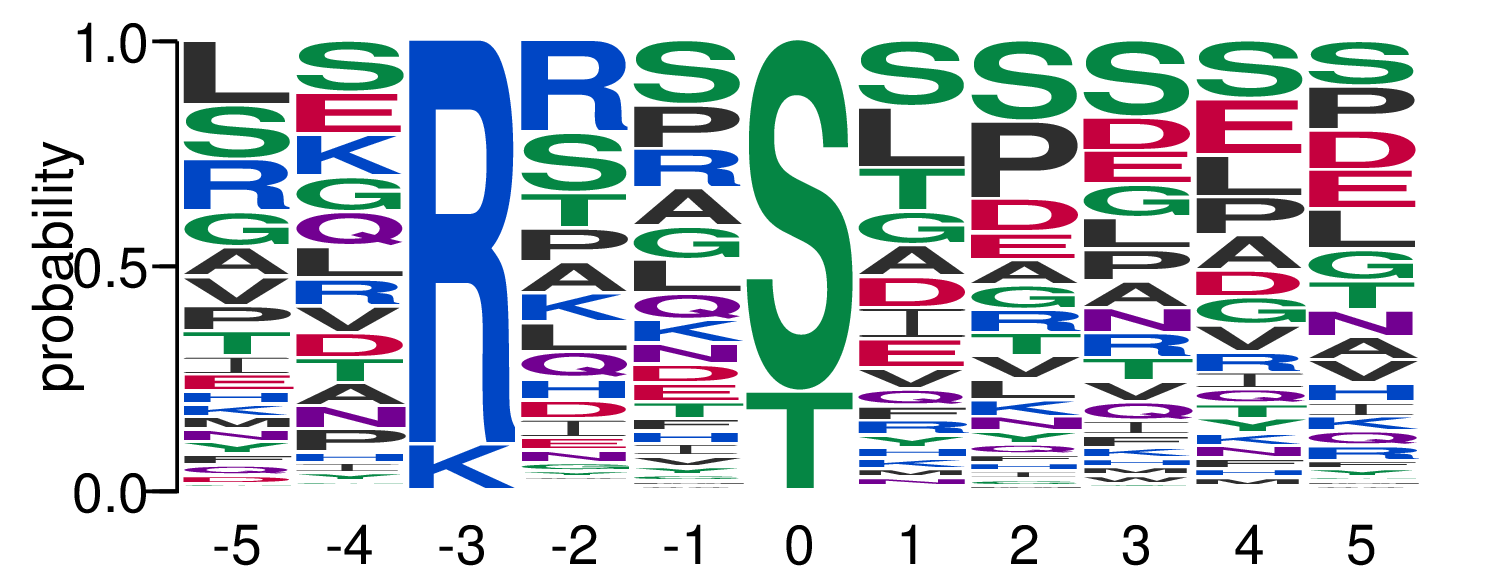 probability
1.0
0.5
0.0
L S R G A V P T I E H K M N Y F Q D
S E K G Q L R V D T A N P H I Y
R K
R S T P A K L Q H D I E N G
S P R A G L Q K N D E T F H I V Y
S T
S L T G A D I E V Q F R Y H K M N
S P D E A G R T V L K N Y Q F H I
S D E G L P A N R T V Q I F K H M
S E L P A D G V R I Q T Y K N F H M
S P D E L G T N A V H I K Q R F Y
-5 -4 -3 -2 -1 0 1 2 3 4 5